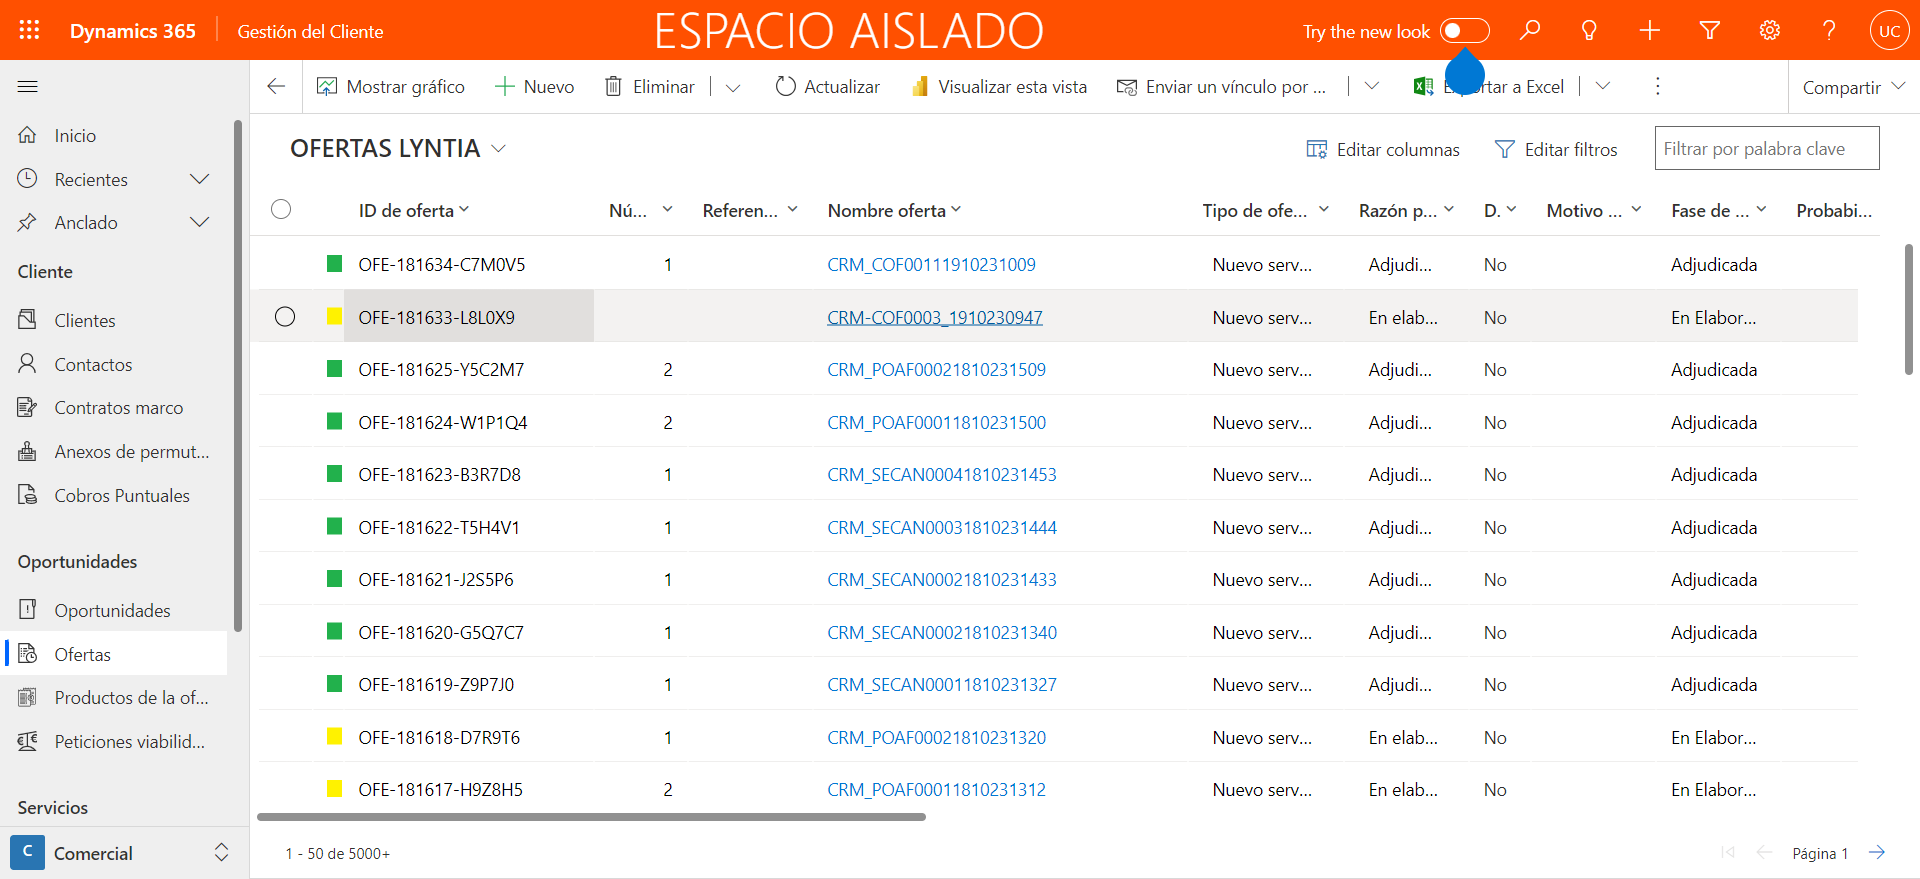 Dynamics 365 Gestión del Cliente ESPACIO AISLADO Try the new look UC
Mostrar gráfico Nuevo Eliminar Actualizar Visualizar esta vista Enviar un vínculo por ... a Excel Compartir
Inicio
Recientes
Anclado
Cliente
Clientes
Contactos
Contratos marco
Anexos de permut...
Cobros Puntuales
Oportunidades
Oportunidades
Ofertas
Productos de la of...
Peticiones viabilid...
Servicios
C Comercial
OFERTAS LYNTIA Editar columnas Editar filtros Filtrar por palabra clave
ID de oferta Nú... Referen... Nombre oferta Tipo de ofe... Razón p... D. Motivo ... Fase de ... Probabi...
OFE-181634-C7M0V5 1 CRM_COF00111910231009 Nuevo serv... Adjudi... No Adjudicada
OFE-181633-L8L0X9 CRM-COF0003_1910230947 Nuevo serv... En elab... No En Elabor...
OFE-181625-Y5C2M7 2 CRM_POAF00021810231509 Nuevo serv... Adjudi... No Adjudicada
OFE-181624-W1P1Q4 2 CRM_POAF00011810231500 Nuevo serv... Adjudi... No Adjudicada
OFE-181623-B3R7D8 1 CRM_SECAN00041810231453 Nuevo serv... Adjudi... No Adjudicada
OFE-181622-T5H4V1 1 CRM_SECAN00031810231444 Nuevo serv... Adjudi... No Adjudicada
OFE-181621-J2S5P6 1 CRM_SECAN00021810231433 Nuevo serv... Adjudi... No Adjudicada
OFE-181620-G5Q7C7 1 CRM_SECAN00021810231340 Nuevo serv... Adjudi... No Adjudicada
OFE-181619-Z9P7J0 1 CRM_SECAN00011810231327 Nuevo serv... Adjudi... No Adjudicada
OFE-181618-D7R9T6 1 CRM_POAF00021810231320 Nuevo serv... En elab... No En Elabor...
OFE-181617-H9Z8H5 2 CRM_POAF00011810231312 Nuevo serv... En elab... No En Elabor...
1 - 50 de 5000+ Página 1